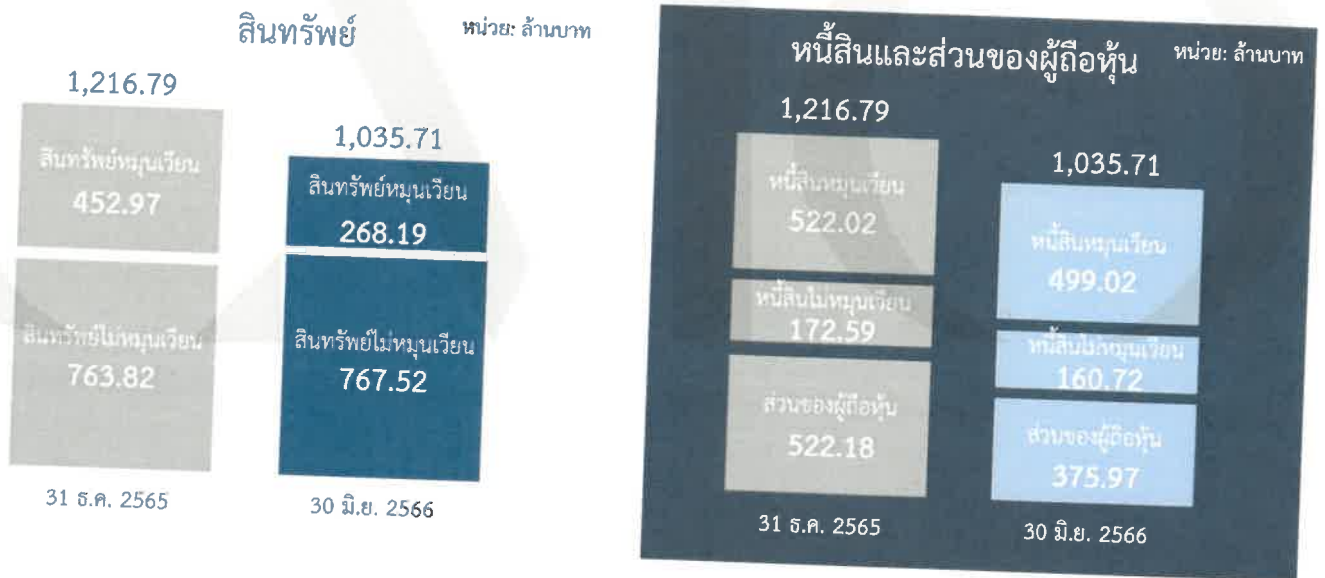 สินทรัพย์
หน่วย: ล้านบาท
1,216.79
สินทรัพย์หมุนเวียน
452.97
สินทรัพย์ไม่หมุนเวียน
763.82
31 ธ.ค. 2565
1,035.71
สินทรัพย์หมุนเวียน
268.19
สินทรัพย์ไม่หมุนเวียน
767.52
30 มิ.ย. 2566
หนี้สินและส่วนของผู้ถือหุ้น
หน่วย: ล้านบาท
1,216.79
หนี้สินหมุนเวียน
522.02
หนี้สินไม่หมุนเวียน
172.59
ส่วนของผู้ถือหุ้น
522.18
31 ธ.ค. 2565
1,035.71
หนี้สินหมุนเวียน
499.02
หนี้สินไม่หมุนเวียน
160.72
ส่วนของผู้ถือหุ้น
375.97
30 มิ.ย. 2566